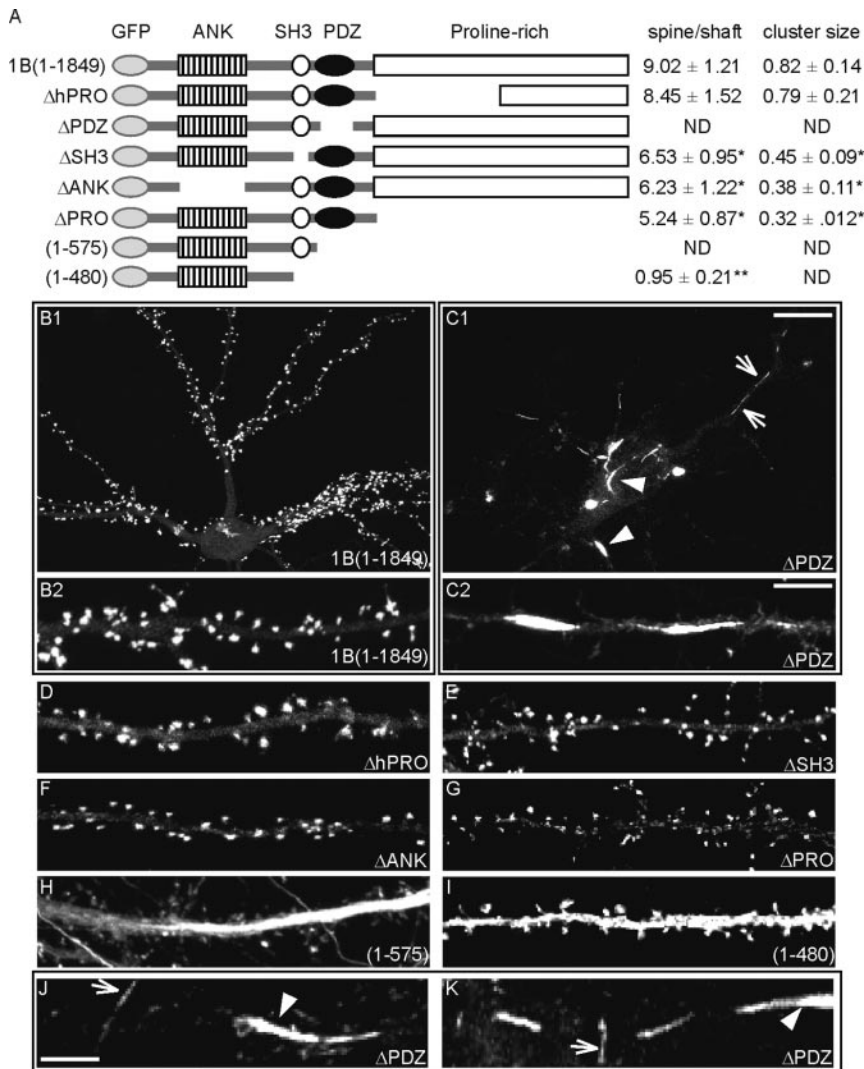 A
GFP ANK SH3 PDZ Proline-rich spine/shaft cluster size
1B(1-1849) 9.02 ± 1.21 0.82 ± 0.14
ΔhPRO 8.45 ± 1.52 0.79 ± 0.21
ΔPDZ ND ND
ΔSH3 6.53 ± 0.95* 0.45 ± 0.09*
ΔANK 6.23 ± 1.22* 0.38 ± 0.11*
ΔPRO 5.24 ± 0.87* 0.32 ± .012*
(1-575) ND ND
(1-480) 0.95 ± 0.21** ND
B1
1B(1-1849)
C1
ΔPDZ
B2
1B(1-1849)
C2
ΔPDZ
D
ΔhPRO
E
ΔSH3
F
ΔANK
G
ΔPRO
H
(1-575)
I
(1-480)
J
ΔPDZ
K
ΔPDZ